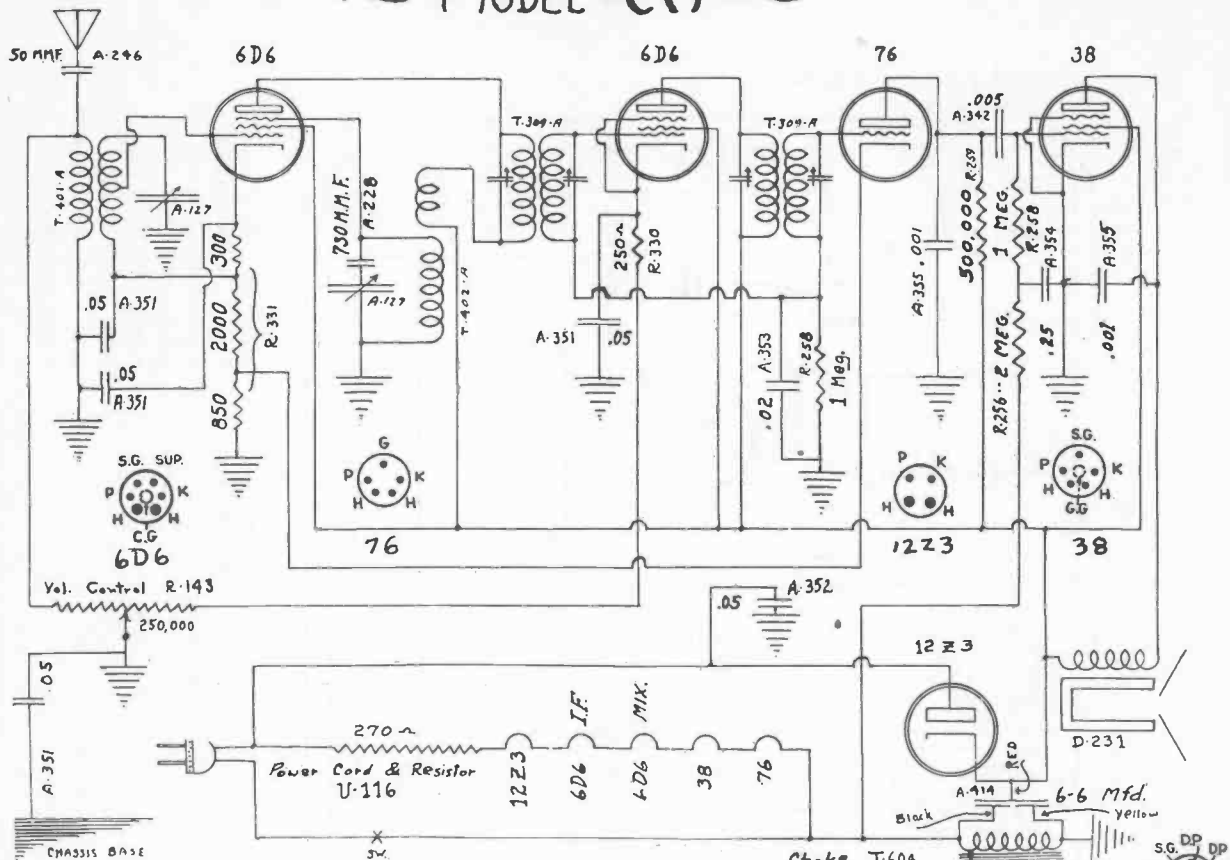 MODEL
50 MMF. A-246
6D6
6D6
76
38
T-401-A
A-127
300
2000
850
R-331
.05 A-351
.05
A-351
730 M.M.F.
A-228
A-127
T-402-A
T-309-A
250Ω
R-330
A-351 .05
T-309-A
A-353
.02
R-258
1 Meg.
.005
A-342
A-355 .001
500,000 R-257
1 MEG.
R-258
A-354
.25
A-355
.001
R-256-- 2 MEG.
S.G. SUP.
P K
H H
C.G
6D6
G
P K
H H
76
P K
H H
12Z3
S.G.
P K
H H
G.G
38
Vol. Control R-143
250,000
.05
A-351
CHASSIS BASE
.05 A-352
12Z3
D-231
270 Ω
Power Cord & Resistor
U-116
12Z3
6D6 I.F.
6D6 MIX.
38
76
SW.
RED
A-414
6-6 Mfd.
Black
Yellow
Choke T-604
S.G. DP
DP